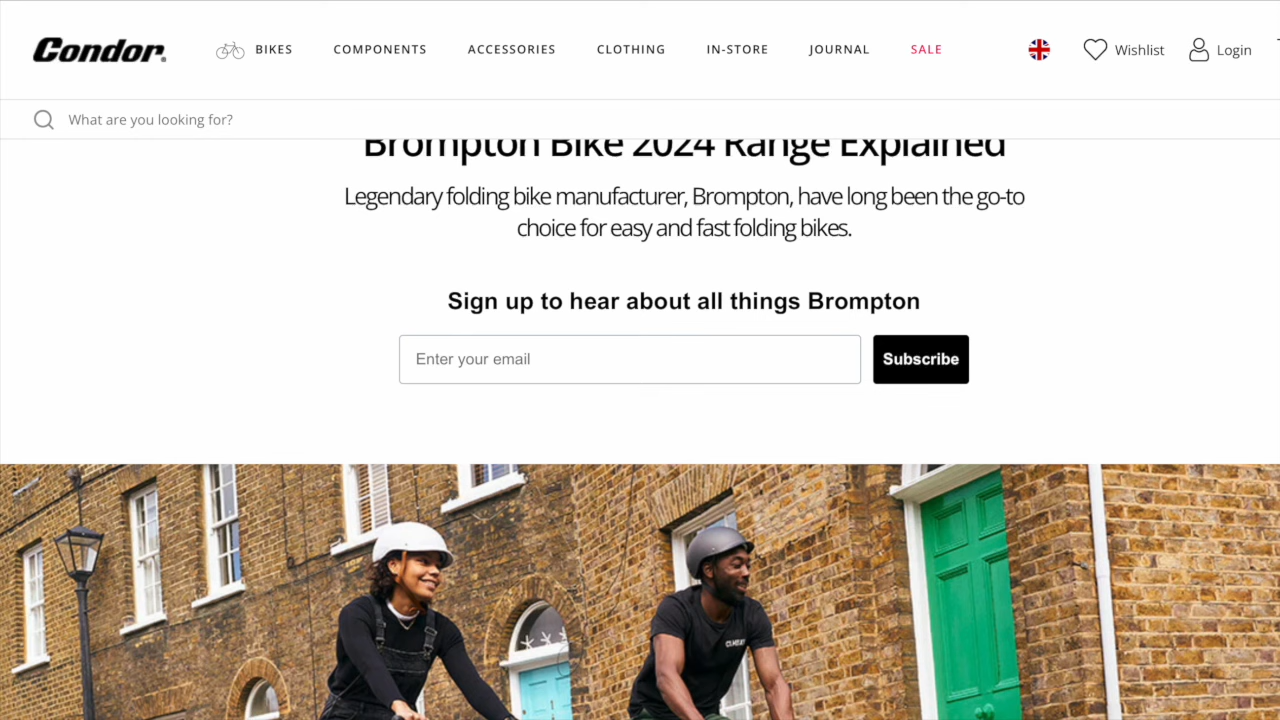 Condor
BIKES
COMPONENTS
ACCESSORIES
CLOTHING
IN-STORE
JOURNAL
SALE
Wishlist
Login
What are you looking for?
Brompton Bike 2024 Range Explained
Legendary folding bike manufacturer, Brompton, have long been the go-to
choice for easy and fast folding bikes.
Sign up to hear about all things Brompton
Enter your email
Subscribe